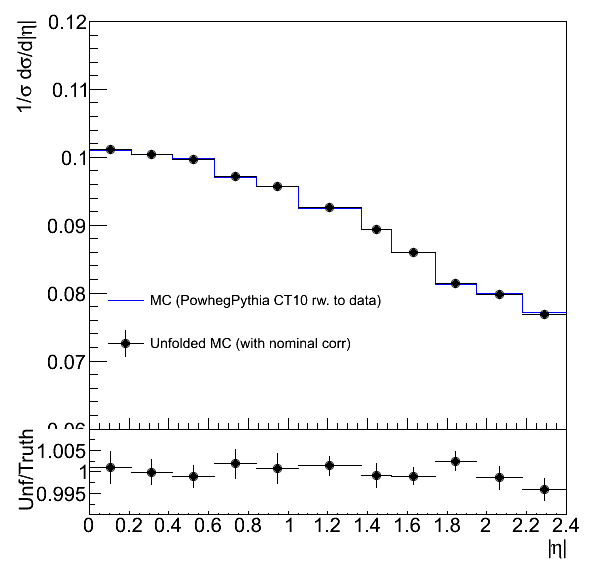 1/σ dσ/d|η|
0.12
0.11
0.1
0.09
0.08
0.07
0.06
MC (PowhegPythia CT10 rw. to data)
Unfolded MC (with nominal corr)
Unf/Truth
1.005
1
0.995
0 0.2 0.4 0.6 0.8 1 1.2 1.4 1.6 1.8 2 2.2 2.4
|η|